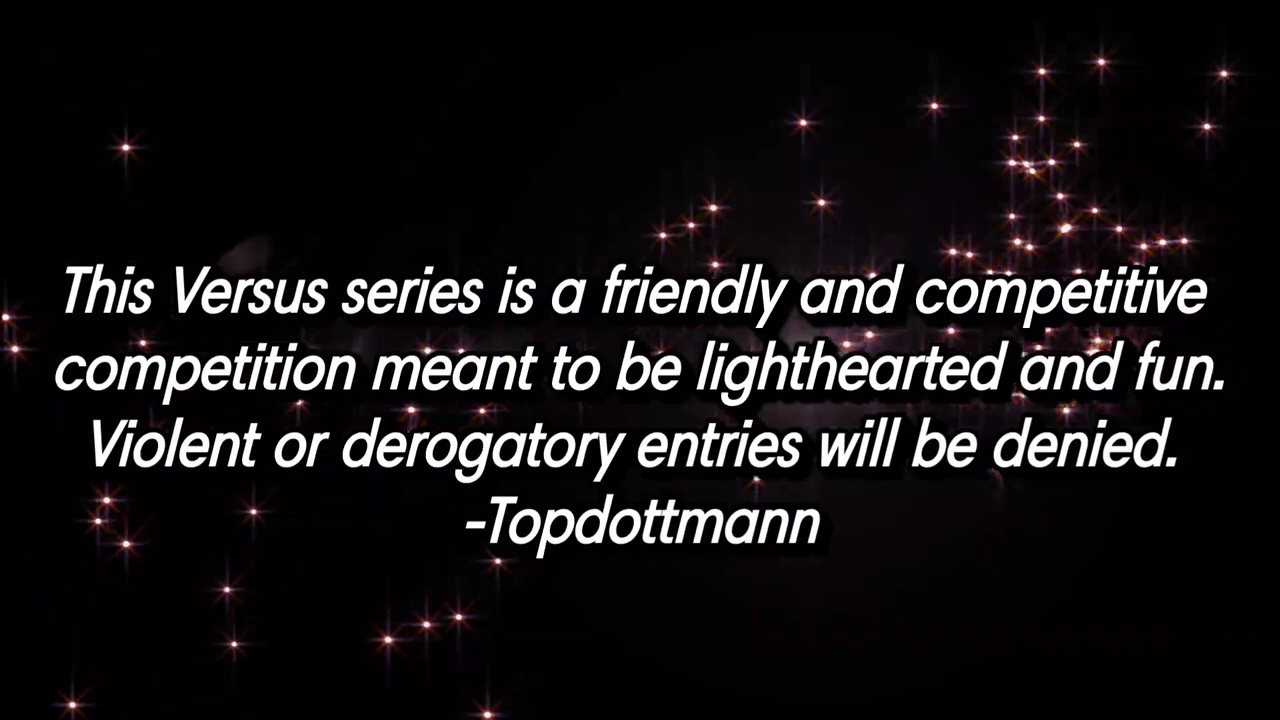 This Versus series is a friendly and competitive
competition meant to be lighthearted and fun.
Violent or derogatory entries will be denied.
-Topdottmann